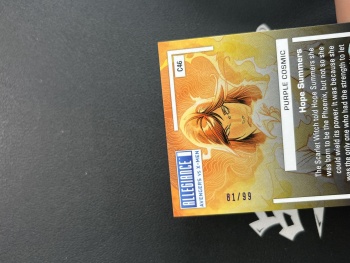 C46
ALLEGIANCE
AVENGERS VS X-MEN
81/99
PURPLE COSMIC
Hope Summers
The Scarlet Witch told Hope Summers she
was born to be the Phoenix, but not so she
could wield its power. It was because she
was the only one who had the strength to let